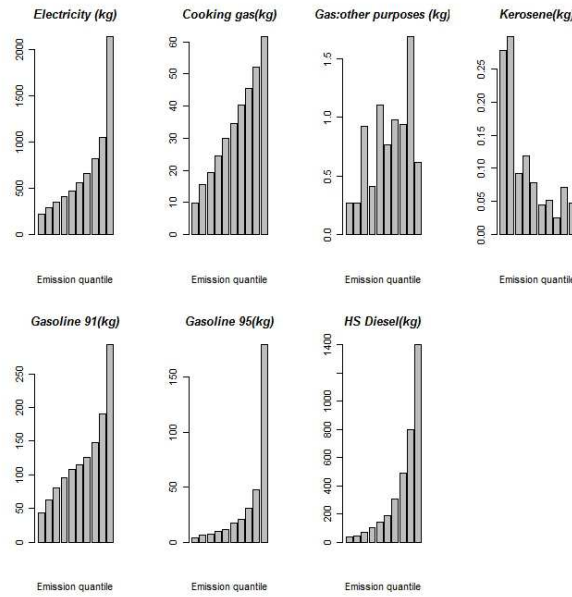 Electricity (kg)
Cooking gas(kg)
Gas:other purposes (kg)
Kerosene(kg)
0
500
1000
1500
2000
0
10
20
30
40
50
60
0.0
0.5
1.0
1.5
0.00
0.05
0.10
0.15
0.20
0.25
Emission quantile
Emission quantile
Emission quantile
Emission quantile
Gasoline 91(kg)
Gasoline 95(kg)
HS Diesel(kg)
0
50
100
150
200
250
0
50
100
150
0
200
400
600
800
1000
1400
Emission quantile
Emission quantile
Emission quantile